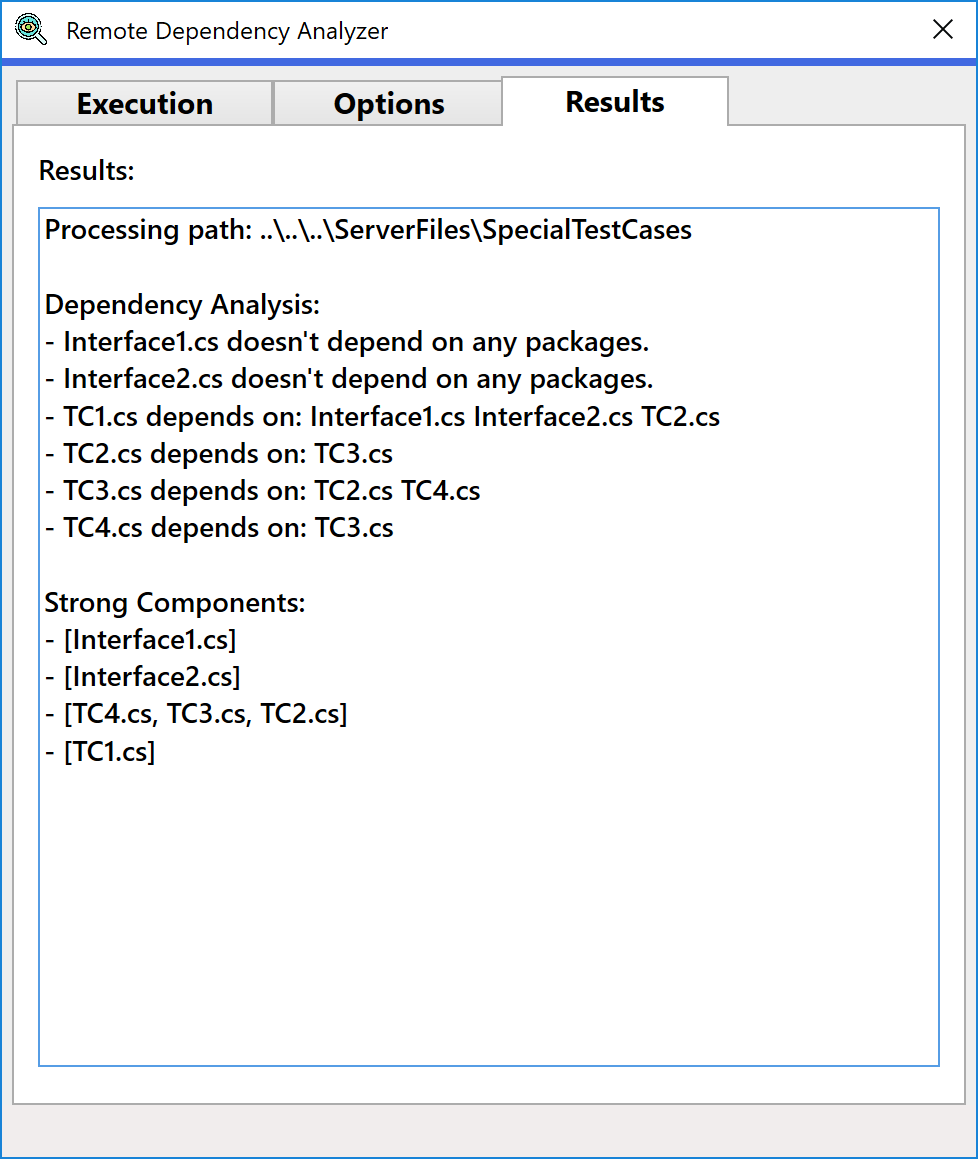 Remote Dependency Analyzer
Execution Options Results
Results:
Processing path: ..\..\..\ServerFiles\SpecialTestCases
Dependency Analysis:
- Interface1.cs doesn't depend on any packages.
- Interface2.cs doesn't depend on any packages.
- TC1.cs depends on: Interface1.cs Interface2.cs TC2.cs
- TC2.cs depends on: TC3.cs
- TC3.cs depends on: TC2.cs TC4.cs
- TC4.cs depends on: TC3.cs
Strong Components:
- [Interface1.cs]
- [Interface2.cs]
- [TC4.cs, TC3.cs, TC2.cs]
- [TC1.cs]